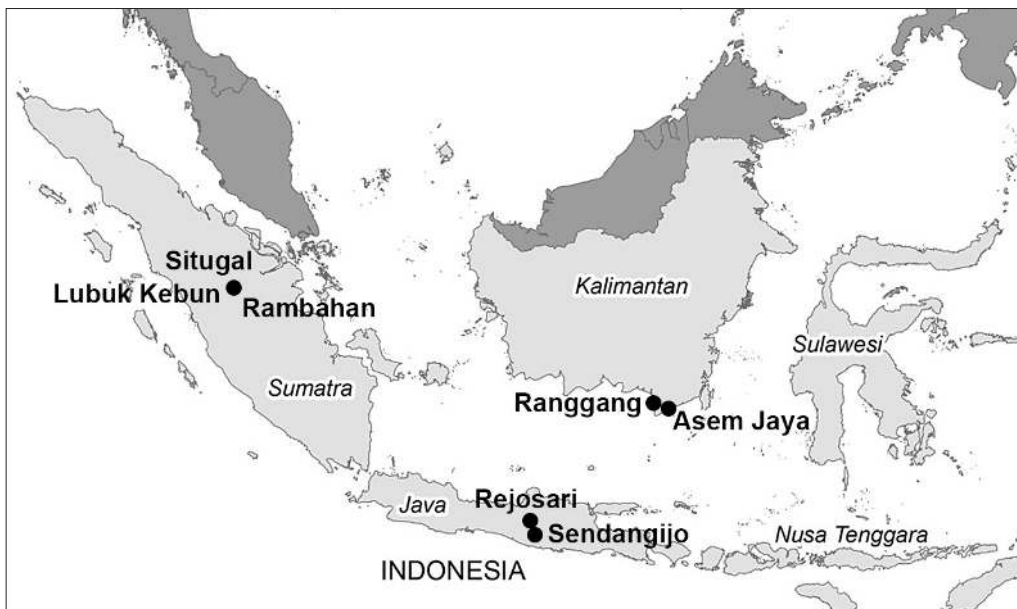 Situgal
Lubuk Kebun
Rambahan
Kalimantan
Sulawesi
Sumatra
Ranggang
Asem Jaya
Rejosari
Java
Sendangijo
Nusa Tenggara
INDONESIA